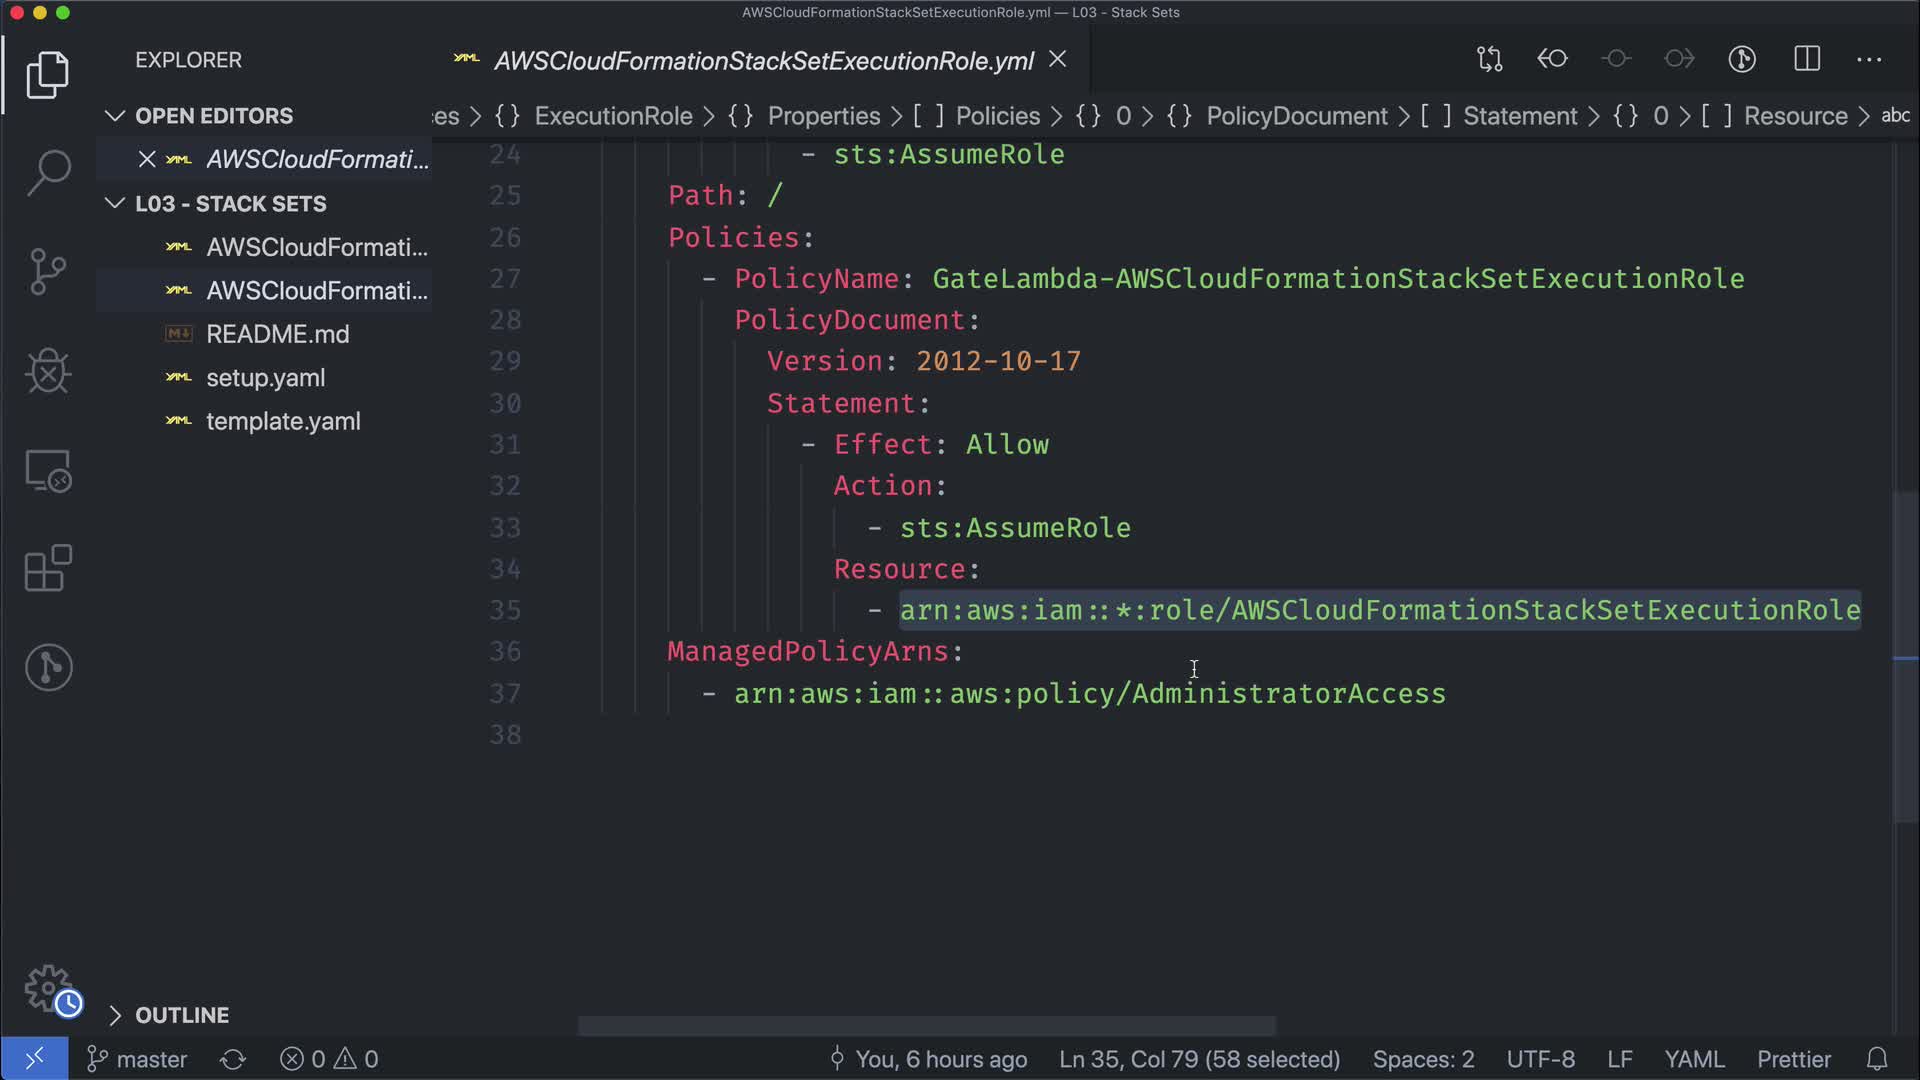 AWSCloudFormationStackSetExecutionRole.yml — L03 - Stack Sets
EXPLORER
OPEN EDITORS
AWSCloudFormati...
L03 - STACK SETS
AWSCloudFormati...
AWSCloudFormati...
README.md
setup.yaml
template.yaml
OUTLINE
AWSCloudFormationStackSetExecutionRole.yml
es > {} ExecutionRole > {} Properties > [ ] Policies > {} 0 > {} PolicyDocument > [ ] Statement > {} 0 > [ ] Resource > abc
24 - sts:AssumeRole
25 Path: /
26 Policies:
27 - PolicyName: GateLambda-AWSCloudFormationStackSetExecutionRole
28 PolicyDocument:
29 Version: 2012-10-17
30 Statement:
31 - Effect: Allow
32 Action:
33 - sts:AssumeRole
34 Resource:
35 - arn:aws:iam::*:role/AWSCloudFormationStackSetExecutionRole
36 ManagedPolicyArns:
37 - arn:aws:iam::aws:policy/AdministratorAccess
38
master 0 0 You, 6 hours ago Ln 35, Col 79 (58 selected) Spaces: 2 UTF-8 LF YAML Prettier